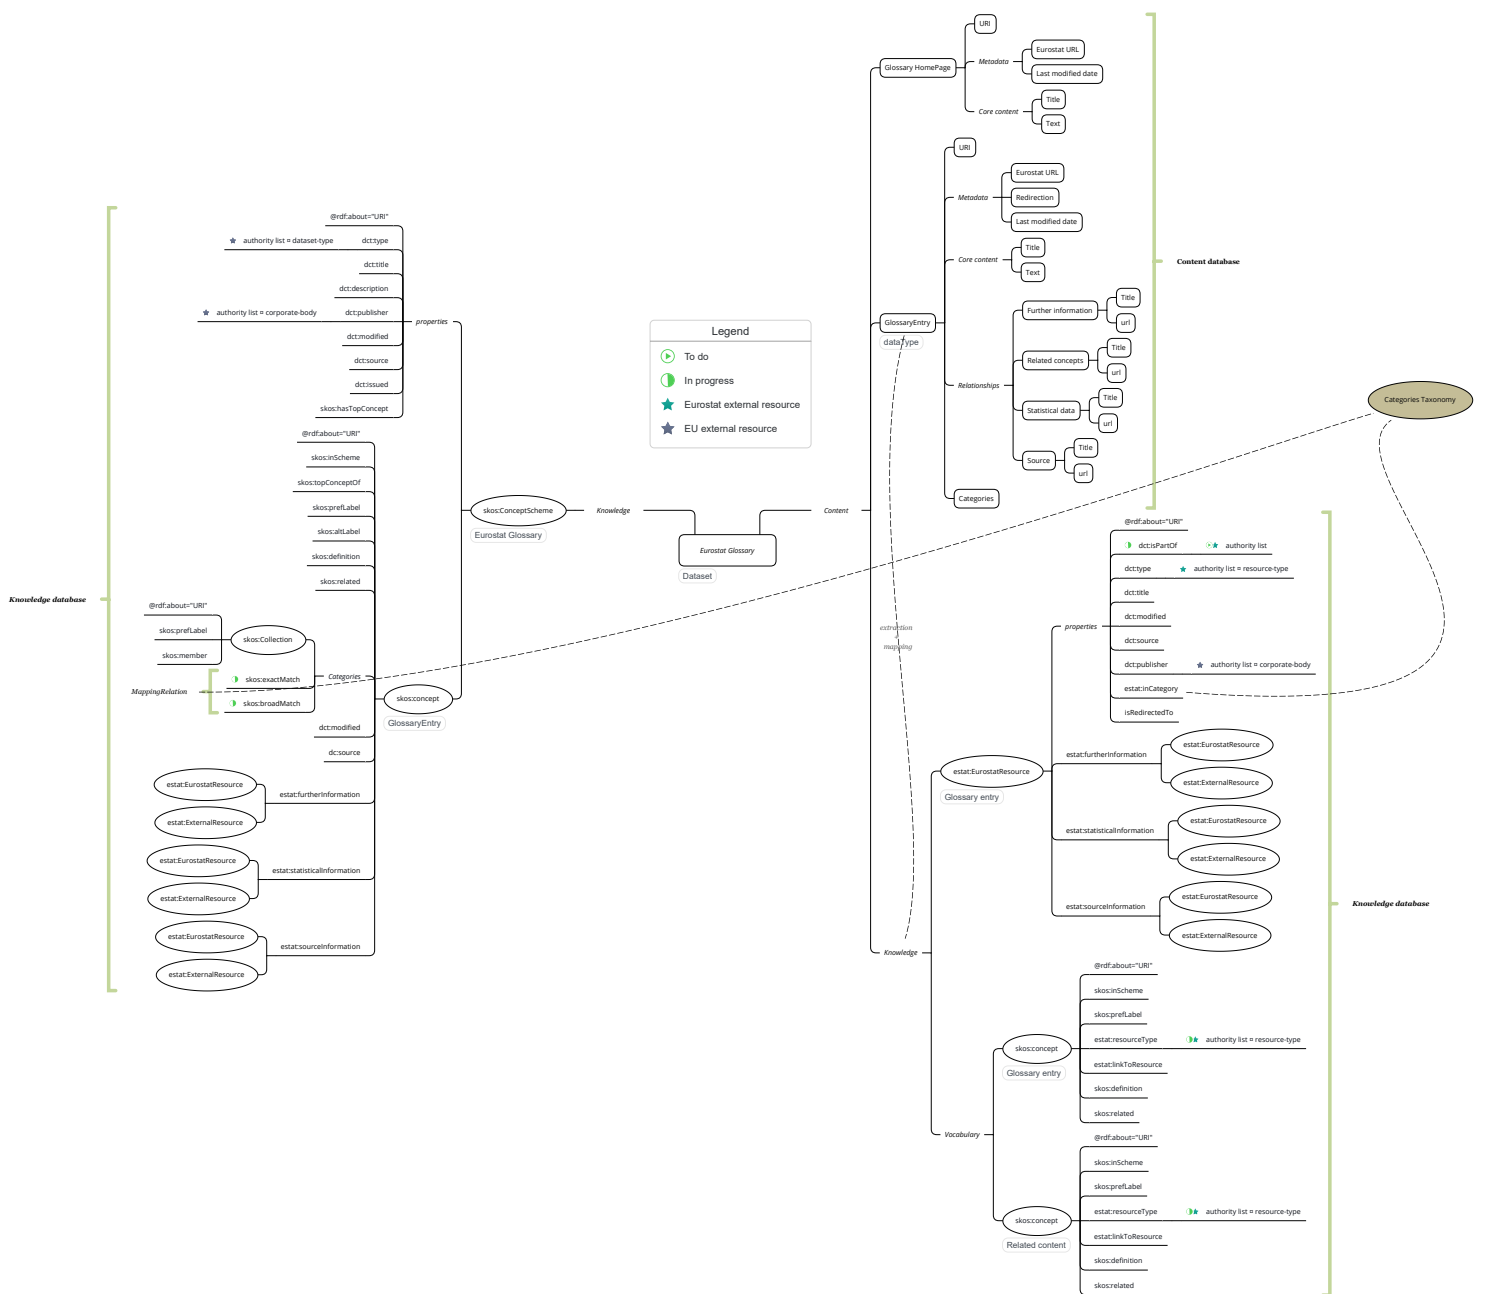 Knowledge database
@rdf:about="URI"
authority list ¤ dataset-type
dct:type
dct:title
dct:description
authority list ¤ corporate-body
dct:publisher
dct:modified
dct:source
dct:issued
skos:hasTopConcept
properties
@rdf:about="URI"
skos:inScheme
skos:topConceptOf
skos:prefLabel
skos:altLabel
skos:definition
skos:related
@rdf:about="URI"
skos:prefLabel
skos:member
skos:Collection
MappingRelation
skos:exactMatch
skos:broadMatch
Categories
dct:modified
dc:source
estat:EurostatResource
estat:ExternalResource
estat:furtherInformation
estat:EurostatResource
estat:ExternalResource
estat:statisticalInformation
estat:EurostatResource
estat:ExternalResource
estat:sourceInformation
skos:concept
GlossaryEntry
skos:ConceptScheme
Eurostat Glossary
Knowledge
Legend
To do
In progress
Eurostat external resource
EU external resource
Eurostat Glossary
Dataset
Content
Glossary HomePage
URI
Metadata
Eurostat URL
Last modified date
Core content
Title
Text
GlossaryEntry
dataType
URI
Metadata
Eurostat URL
Redirection
Last modified date
Core content
Title
Text
Relationships
Further information
Title
url
Related concepts
Title
url
Statistical data
Title
url
Source
Title
url
Categories
Content database
Categories Taxonomy
extraction
mapping
Knowledge
estat:EurostatResource
Glossary entry
properties
@rdf:about="URI"
dct:isPartOf
authority list
dct:type
authority list ¤ resource-type
dct:title
dct:modified
dct:source
dct:publisher
authority list ¤ corporate-body
estat:inCategory
isRedirectedTo
estat:furtherInformation
estat:EurostatResource
estat:ExternalResource
estat:statisticalInformation
estat:EurostatResource
estat:ExternalResource
estat:sourceInformation
estat:EurostatResource
estat:ExternalResource
Vocabulary
skos:concept
Glossary entry
@rdf:about="URI"
skos:inScheme
skos:prefLabel
estat:resourceType
authority list ¤ resource-type
estat:linkToResource
skos:definition
skos:related
skos:concept
Related content
@rdf:about="URI"
skos:inScheme
skos:prefLabel
estat:resourceType
authority list ¤ resource-type
estat:linkToResource
skos:definition
skos:related
Knowledge database